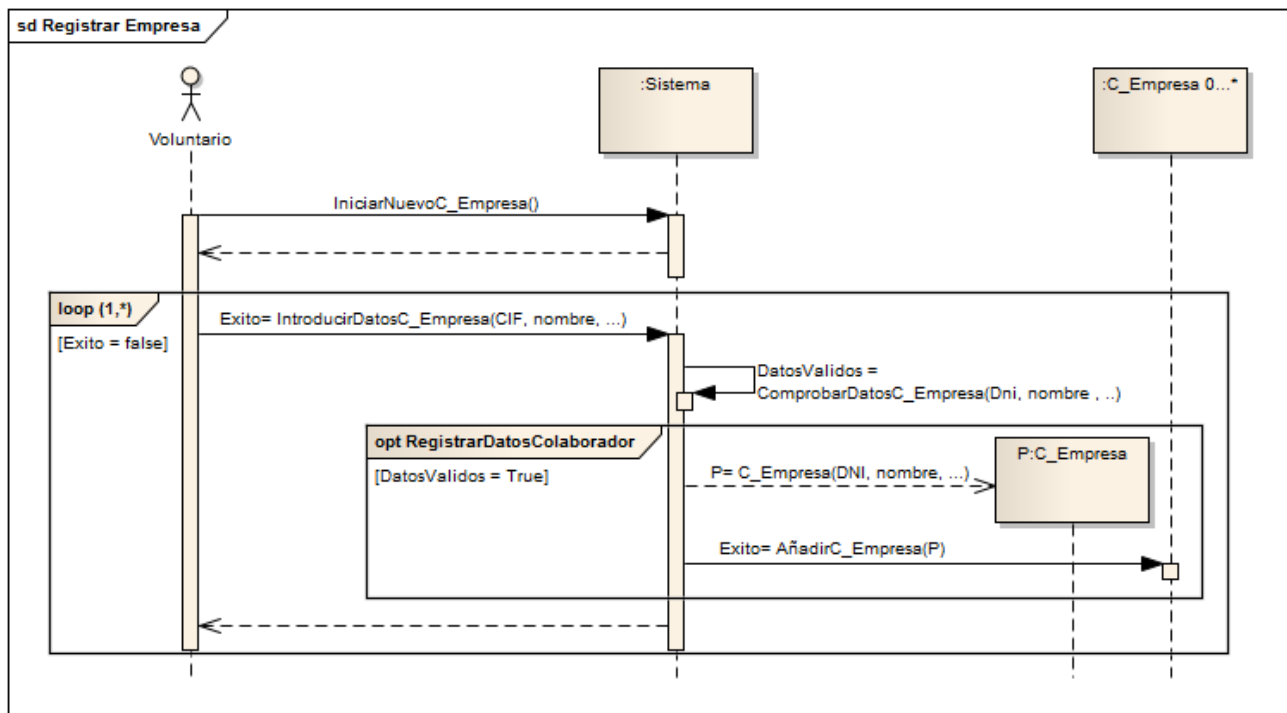 sd Registrar Empresa
:Sistema
:C_Empresa 0...*
Voluntario
IniciarNuevoC_Empresa()
loop (1,*)
[Exito = false]
Exito= IntroducirDatosC_Empresa(CIF, nombre, ...)
DatosValidos =
ComprobarDatosC_Empresa(Dni, nombre , ..)
opt RegistrarDatosColaborador
[DatosValidos = True]
P= C_Empresa(DNI, nombre, ...)
P:C_Empresa
Exito= AñadirC_Empresa(P)